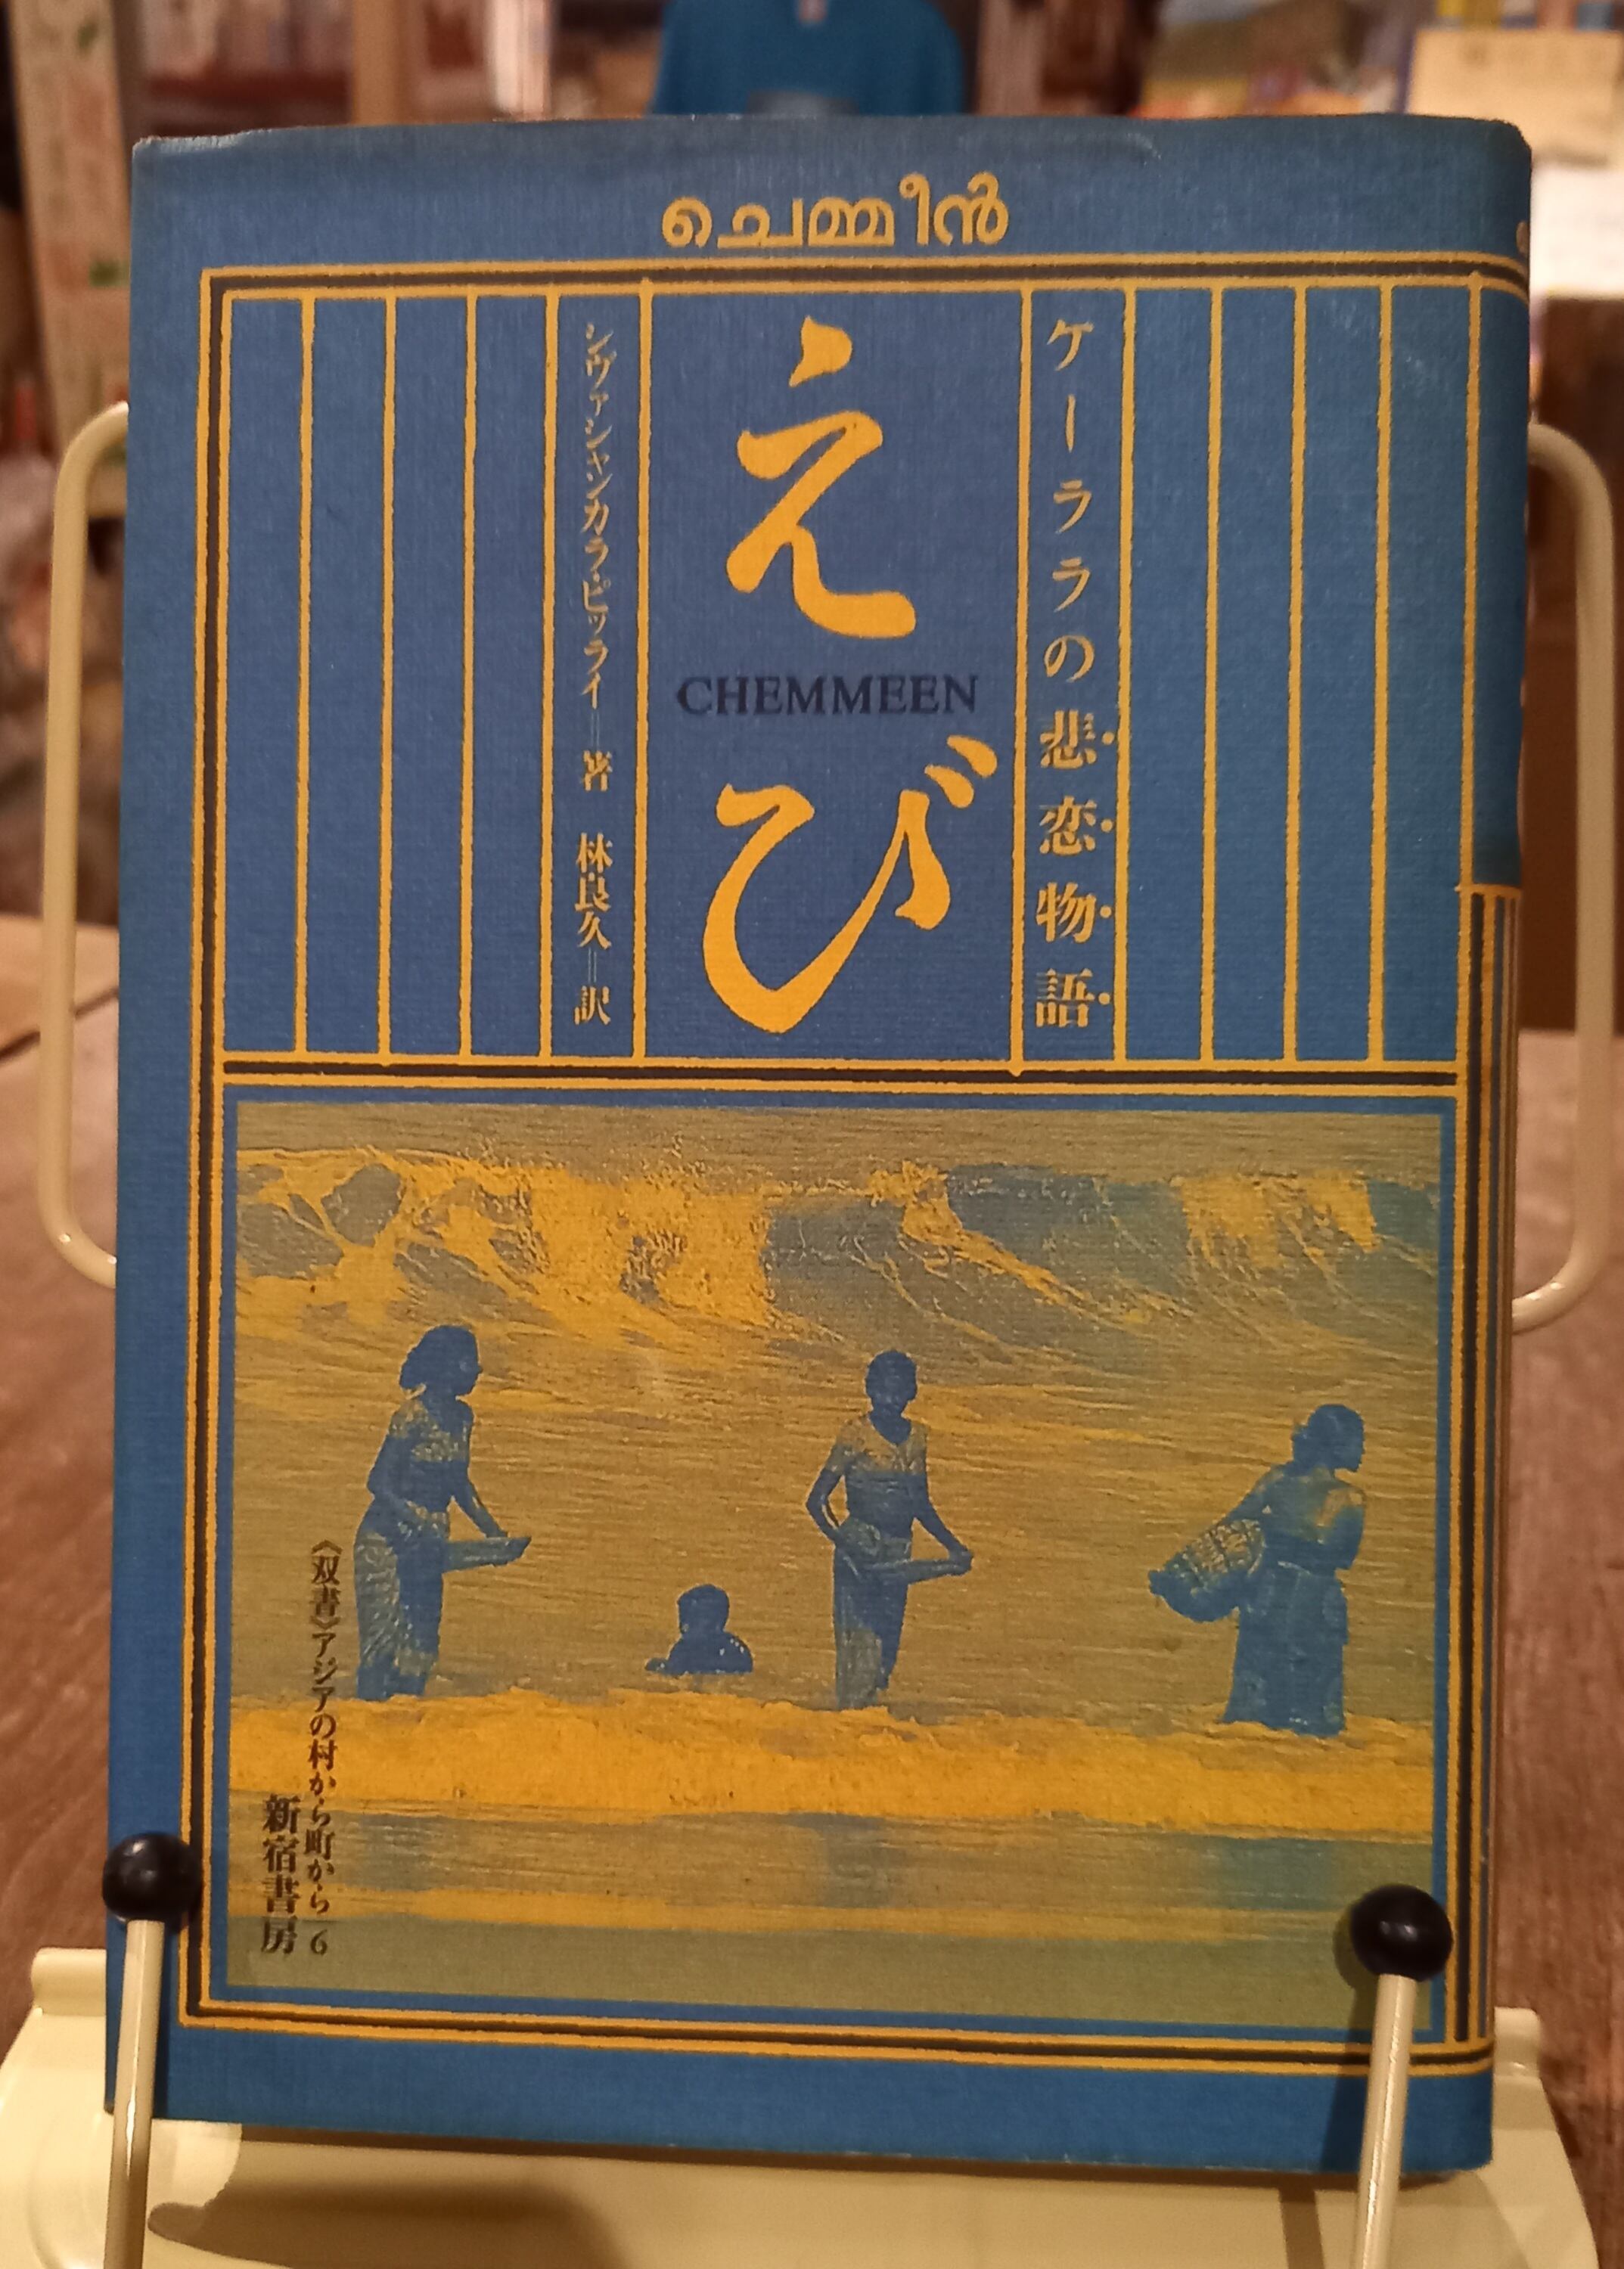 ചെമ്മീൻ
ケーララの悲恋物語
えび
CHEMMEEN
シヴァシャンカラ・ピッライ＝著 林良久＝訳
《双書》アジアの村から町から—6
新宿書房